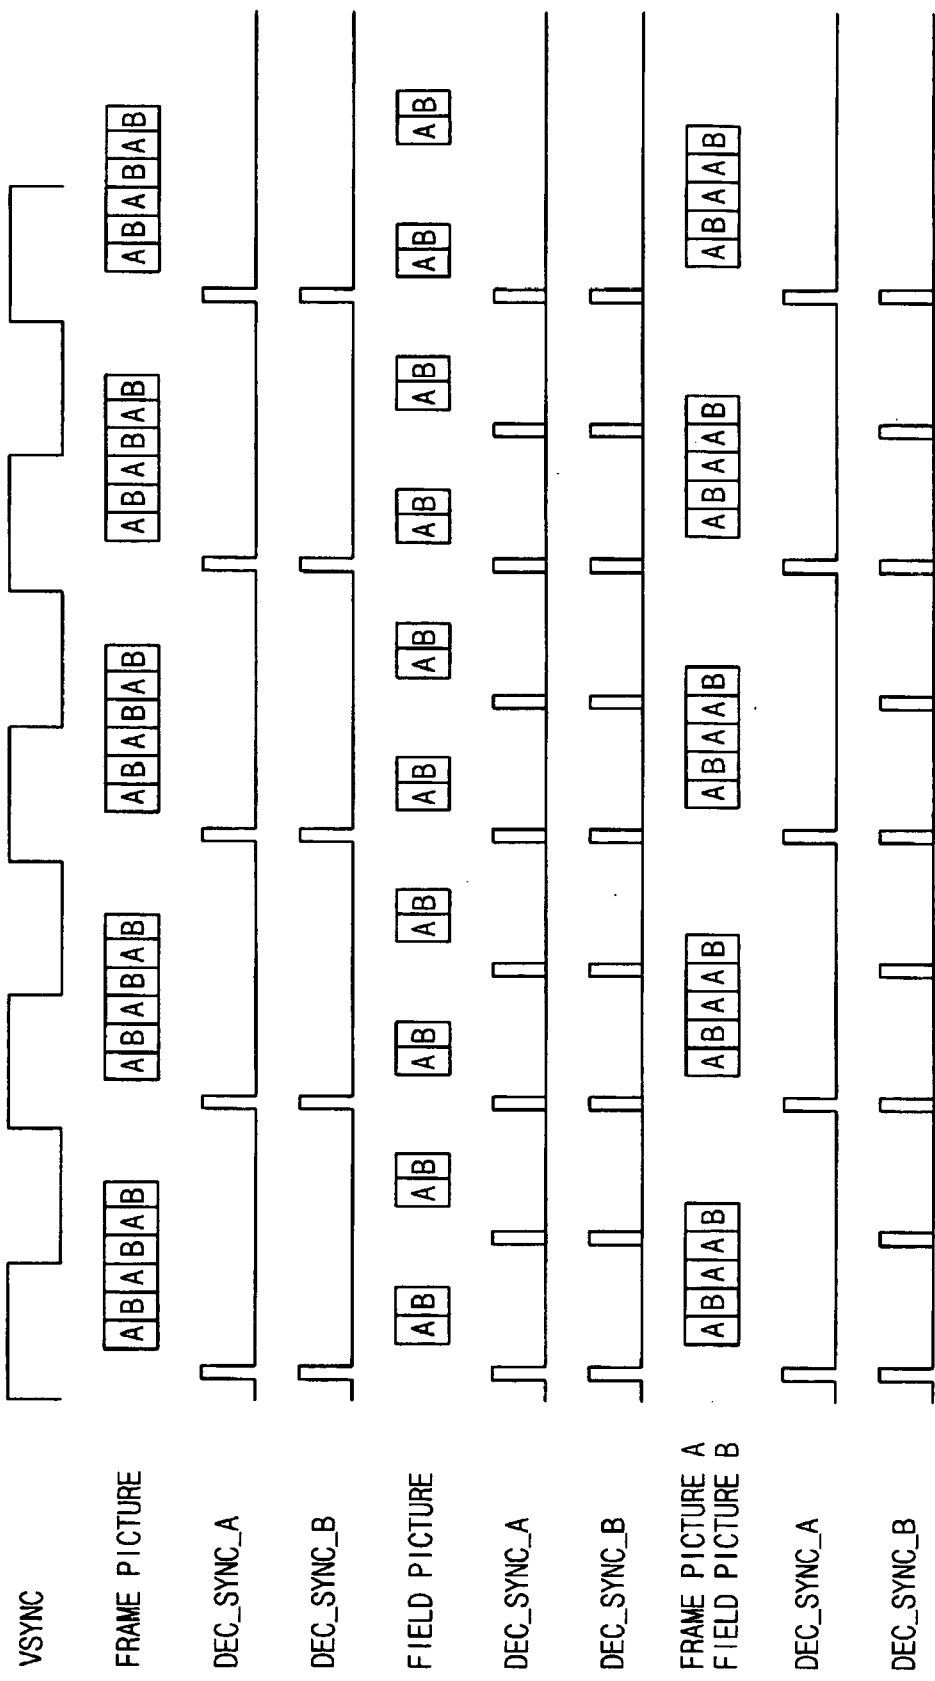 VSYNC
FRAME PICTURE
A B A B A B
A B A B A B
A B A B A B
A B A B A B
A B A B A B
DEC_SYNC_A
DEC_SYNC_B
FIELD PICTURE
A B
A B
A B
A B
A B
A B
A B
A B
A B
A B
DEC_SYNC_A
DEC_SYNC_B
FRAME PICTURE A
FIELD PICTURE B
A B A A B
A B A A B
A B A A B
A B A A B
A B A A B
DEC_SYNC_A
DEC_SYNC_B